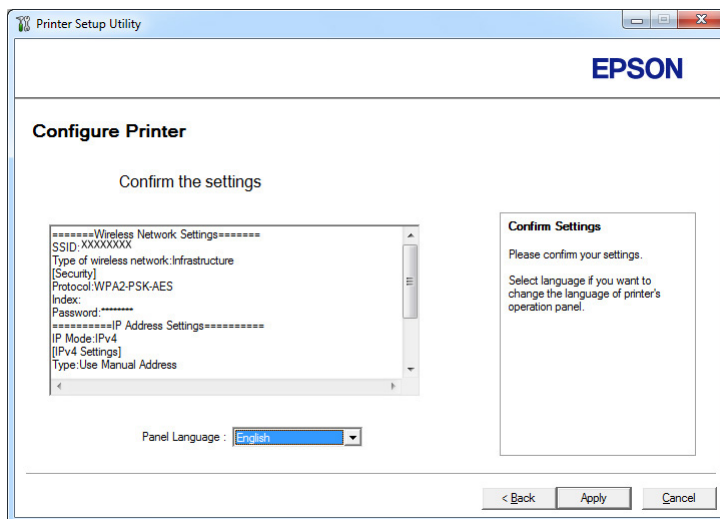 Printer Setup Utility
EPSON
Configure Printer
Confirm the settings
=======Wireless Network Settings=======
SSID:XXXXXXXX
Type of wireless network:Infrastructure
[Security]
Protocol:WPA2-PSK-AES
Index:
Password:********
==========IP Address Settings==========
IP Mode:IPv4
[IPv4 Settings]
Type:Use Manual Address
Confirm Settings
Please confirm your settings.
Select language if you want to
change the language of printer's
operation panel.
Panel Language : English
< Back Apply Cancel